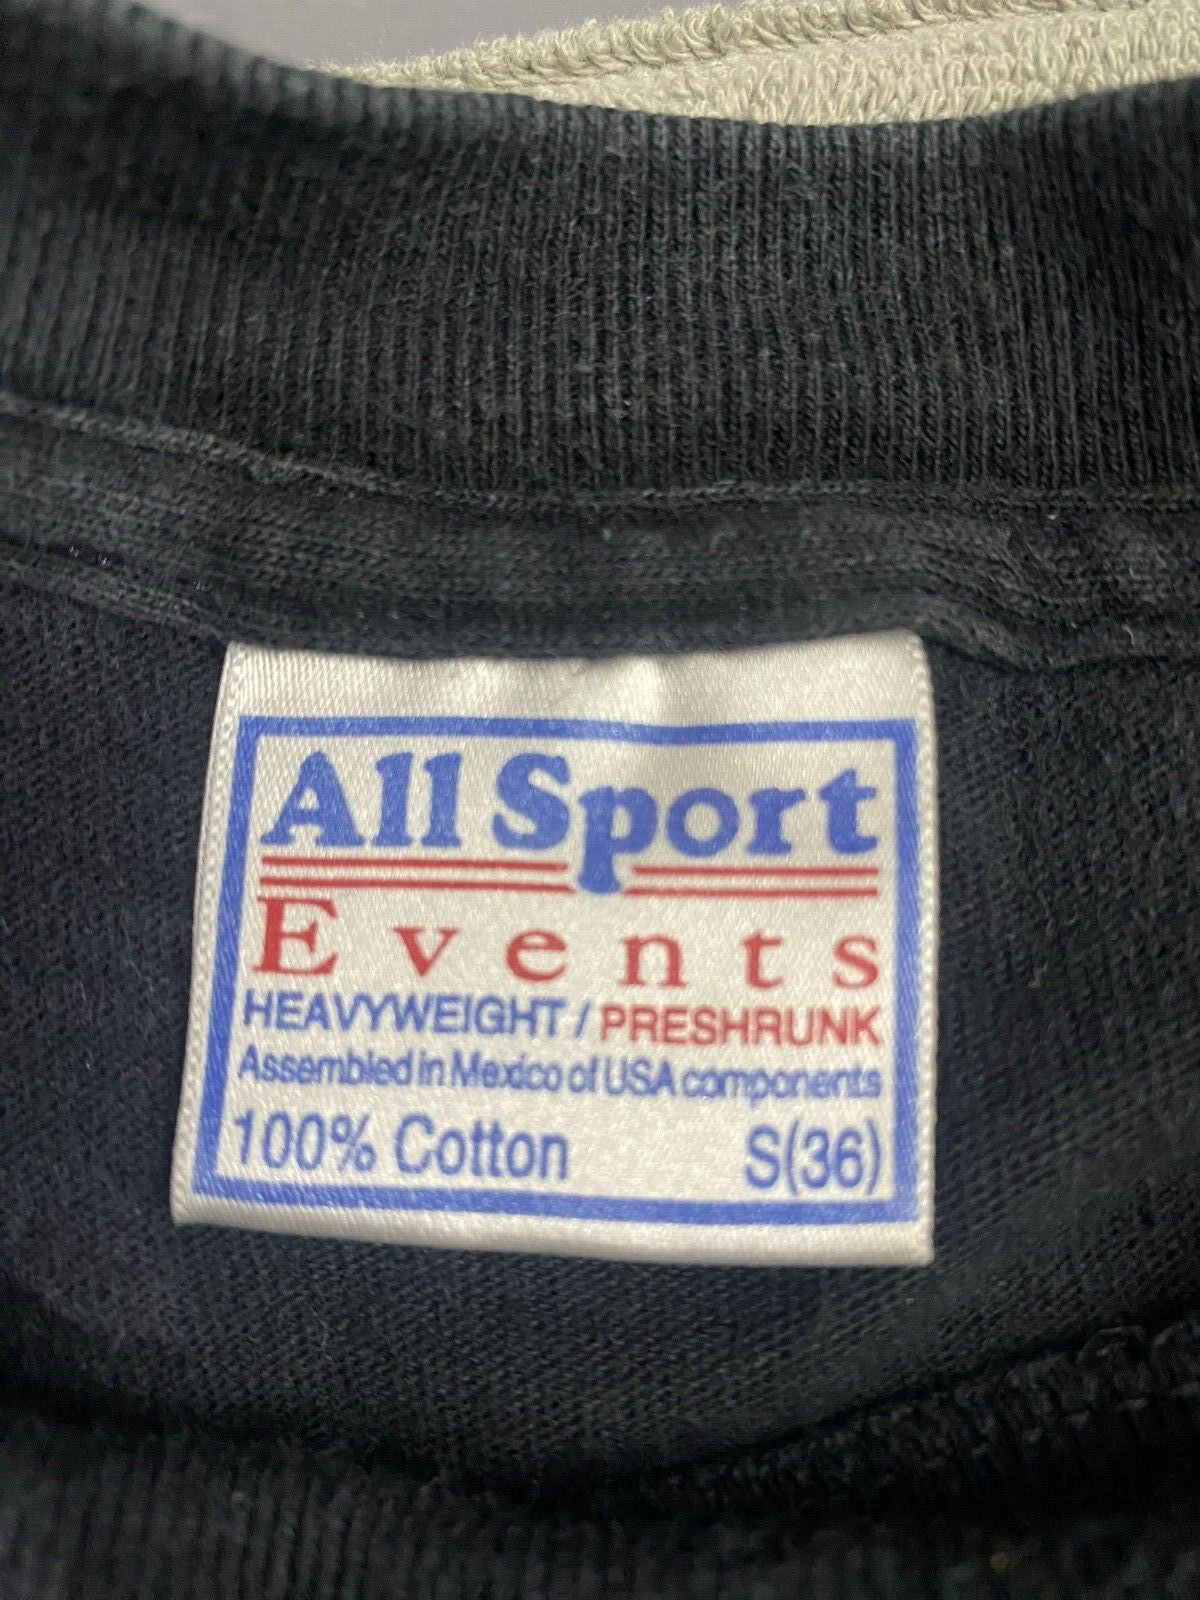 All Sport
Events
HEAVYWEIGHT / PRESHRUNK
Assembled in Mexico of USA components
100% Cotton S(36)